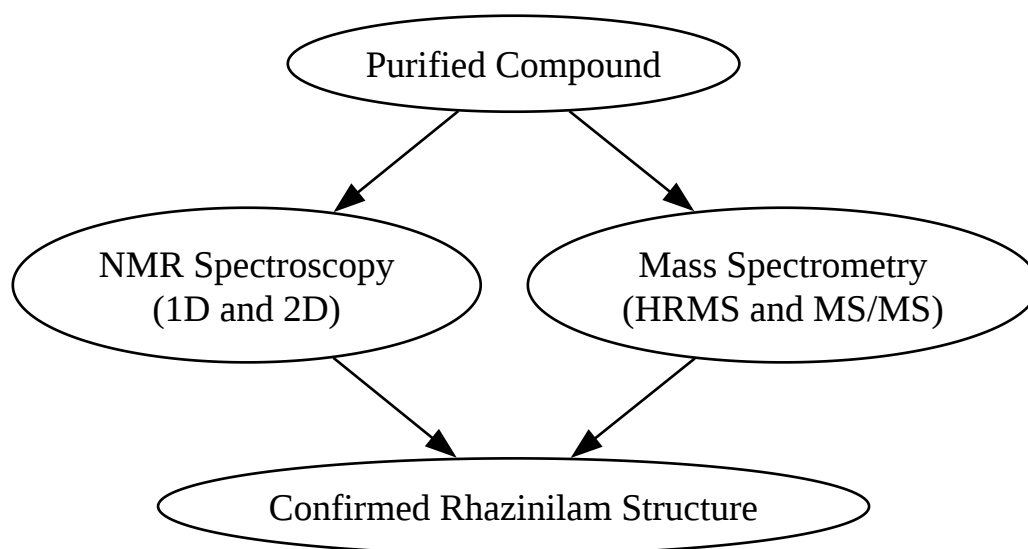 Purified Compound
NMR Spectroscopy
(1D and 2D)
Mass Spectrometry
(HRMS and MS/MS)
Confirmed Rhazinilam Structure